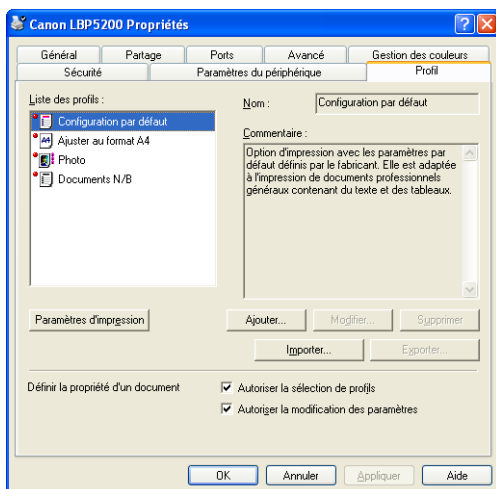 Canon LBP5200 Propriétés
Général Partage Ports Avancé Gestion des couleurs
Sécurité Paramètres du périphérique Profil
Liste des profils :
Configuration par défaut
A4 Ajuster au format A4
Photo
Documents N/B
Nom : Configuration par défaut
Commentaire :
Option d'impression avec les paramètres par
défaut définis par le fabricant. Elle est adaptée
à l'impression de documents professionnels
généraux contenant du texte et des tableaux.
Paramètres d'impression Ajouter... Modifier... Supprimer
Importer... Exporter...
Définir la propriété d'un document Autoriser la sélection de profils
Autoriser la modification des paramètres
OK Annuler Appliquer Aide